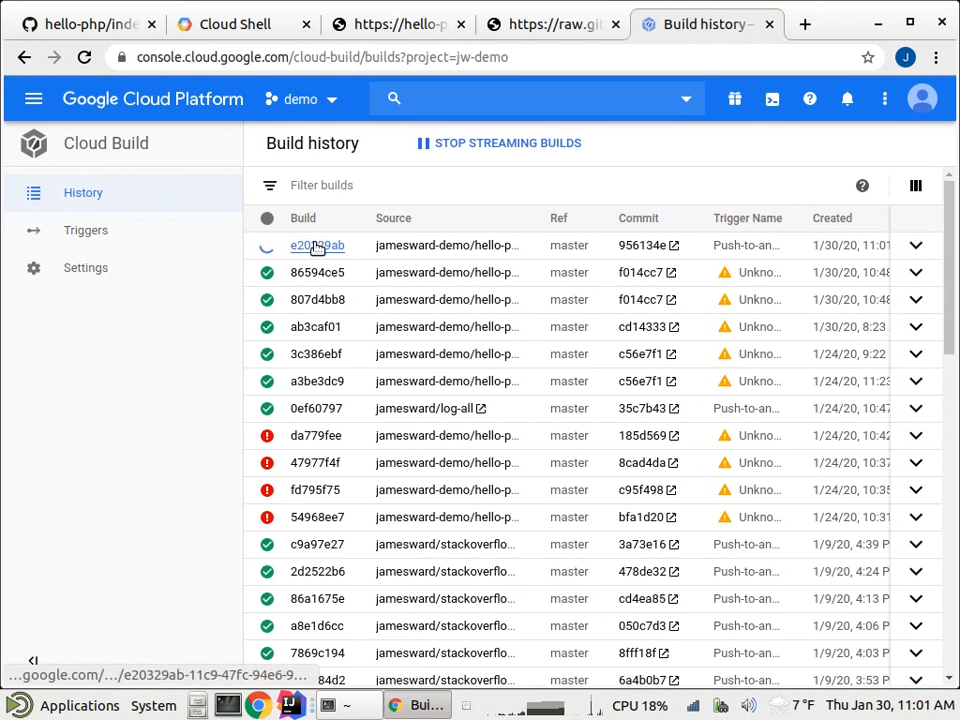 hello-php/inde
Cloud Shell
https://hello-p
https://raw.git
Build history –
console.cloud.google.com/cloud-build/builds?project=jw-demo
J
Google Cloud Platform
demo
Cloud Build
Build history
STOP STREAMING BUILDS
History
Triggers
Settings
Filter builds
Build Source Ref Commit Trigger Name Created
e20329ab jamesward-demo/hello-p... master 956134e Push-to-an... 1/30/20, 11:01
86594ce5 jamesward-demo/hello-p... master f014cc7 Unkno... 1/30/20, 10:48
807d4bb8 jamesward-demo/hello-p... master f014cc7 Unkno... 1/30/20, 10:48
ab3caf01 jamesward-demo/hello-p... master cd14333 Unkno... 1/30/20, 8:23
3c386ebf jamesward-demo/hello-p... master c56e7f1 Unkno... 1/24/20, 9:22
a3be3dc9 jamesward-demo/hello-p... master c56e7f1 Unkno... 1/24/20, 11:23
0ef60797 jamesward/log-all master 35c7b43 Push-to-an... 1/24/20, 10:47
da779fee jamesward-demo/hello-p... master 185d569 Unkno... 1/24/20, 10:42
47977f4f jamesward-demo/hello-p... master 8cad4da Unkno... 1/24/20, 10:37
fd795f75 jamesward-demo/hello-p... master c95f498 Unkno... 1/24/20, 10:35
54968ee7 jamesward-demo/hello-p... master bfa1d20 Unkno... 1/24/20, 10:31
c9a97e27 jamesward/stackoverflo... master 3a73e16 Push-to-an... 1/9/20, 4:39 P
2d2522b6 jamesward/stackoverflo... master 478de32 Push-to-an... 1/9/20, 4:24 P
86a1675e jamesward/stackoverflo... master cd4ea85 Push-to-an... 1/9/20, 4:13 P
a8e1d6cc jamesward/stackoverflo... master 050c7d3 Push-to-an... 1/9/20, 4:06 P
7869c194 jamesward/stackoverflo... master 8fff18f Push-to-an... 1/9/20, 4:03 P
84d2 jamesward/stackoverflo... master 6a4b0b7 Push-to-an... 1/9/20, 3:53 P
...google.com/.../e20329ab-11c9-47fc-94e6-9...
Applications System ~ Bui... CPU 18% 7 °F Thu Jan 30, 11:01 AM